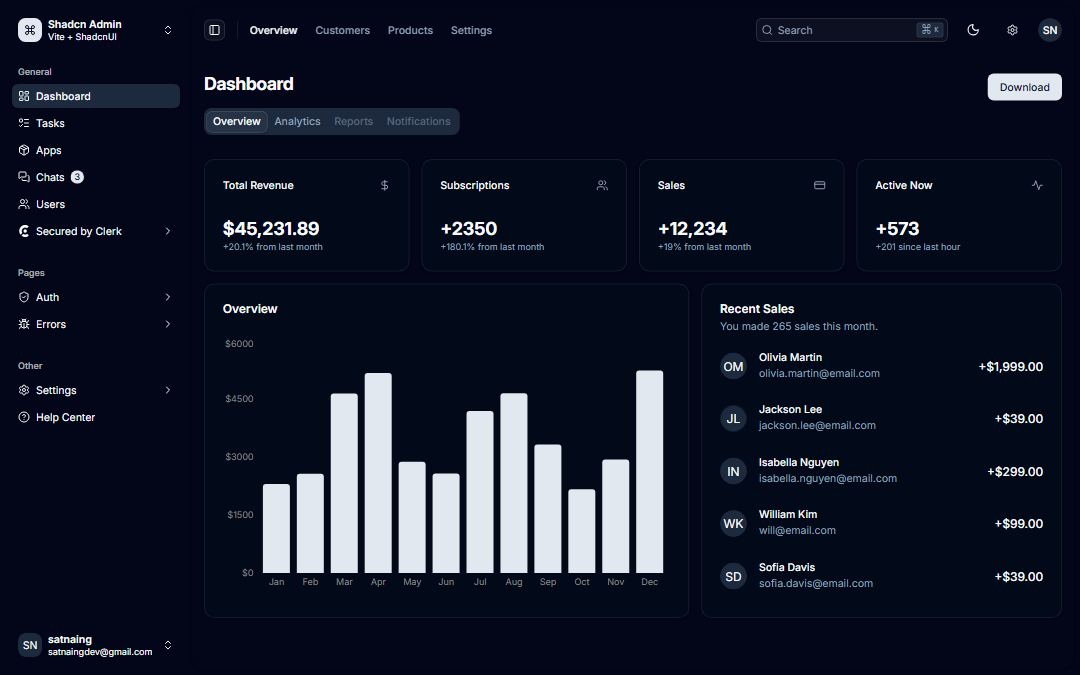 Shadcn Admin
Vite + ShadcnUI
General
Dashboard
Tasks
Apps
Chats 3
Users
Secured by Clerk
Pages
Auth
Errors
Other
Settings
Help Center
SN satnaing
satnaingdev@gmail.com
Overview Customers Products Settings
Search ⌘ K
SN
Dashboard
Download
Overview Analytics Reports Notifications
Total Revenue $
$45,231.89
+20.1% from last month
Subscriptions
+2350
+180.1% from last month
Sales
+12,234
+19% from last month
Active Now
+573
+201 since last hour
Overview
$6000
$4500
$3000
$1500
$0
Jan Feb Mar Apr May Jun Jul Aug Sep Oct Nov Dec
Recent Sales
You made 265 sales this month.
OM Olivia Martin
olivia.martin@email.com
+$1,999.00
JL Jackson Lee
jackson.lee@email.com
+$39.00
IN Isabella Nguyen
isabella.nguyen@email.com
+$299.00
WK William Kim
will@email.com
+$99.00
SD Sofia Davis
sofia.davis@email.com
+$39.00